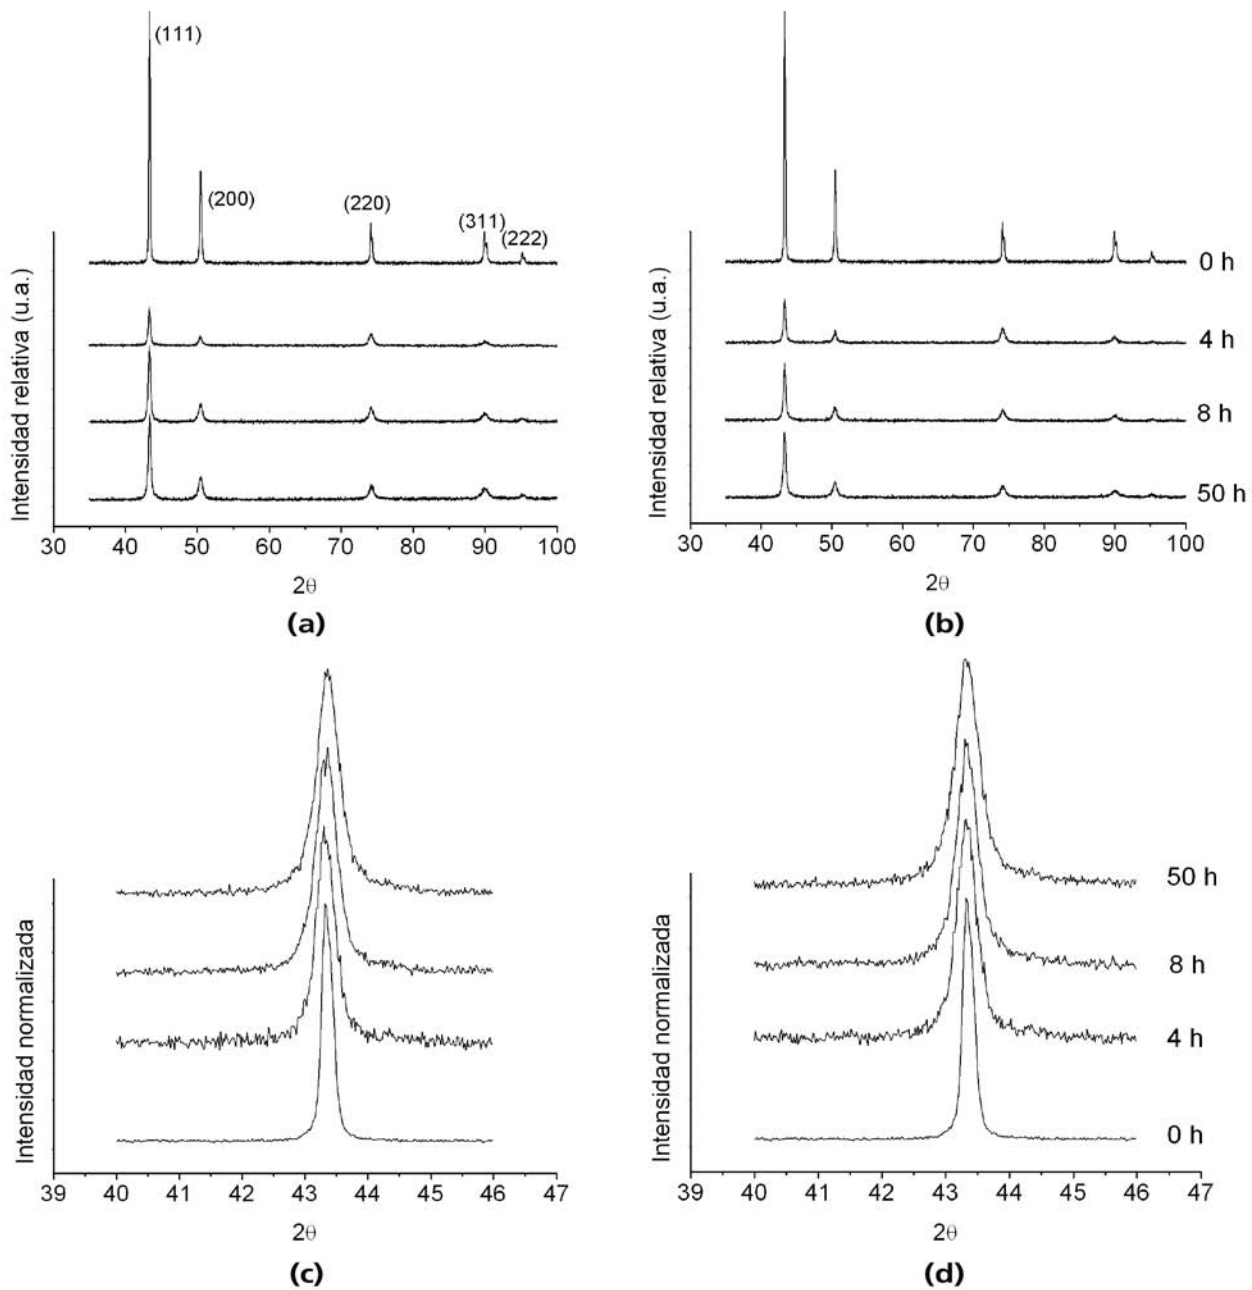 (111)
(200)
(220)
(311)
(222)
Intensidad relativa (u.a.)
30 40 50 60 70 80 90 100
2θ
(a)
0 h
4 h
8 h
50 h
Intensidad relativa (u.a.)
30 40 50 60 70 80 90 100
2θ
(b)
Intensidad normalizada
39 40 41 42 43 44 45 46 47
2θ
(c)
50 h
8 h
4 h
0 h
Intensidad normalizada
39 40 41 42 43 44 45 46 47
2θ
(d)